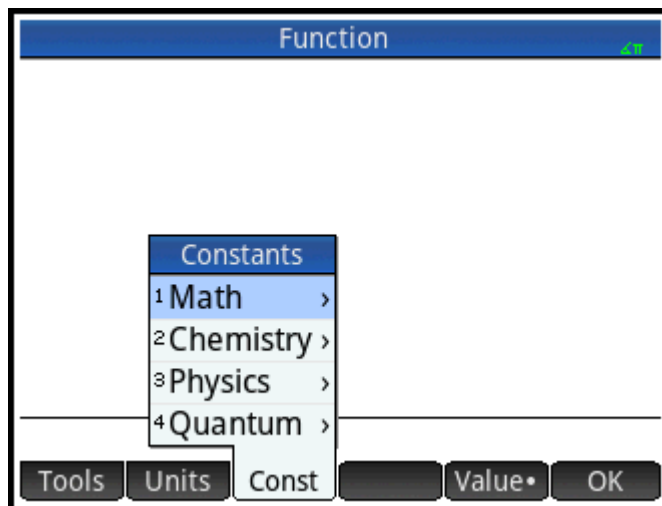 Function
∡π
Constants
1 Math ›
2 Chemistry ›
3 Physics ›
4 Quantum ›
Tools Units Const Value• OK